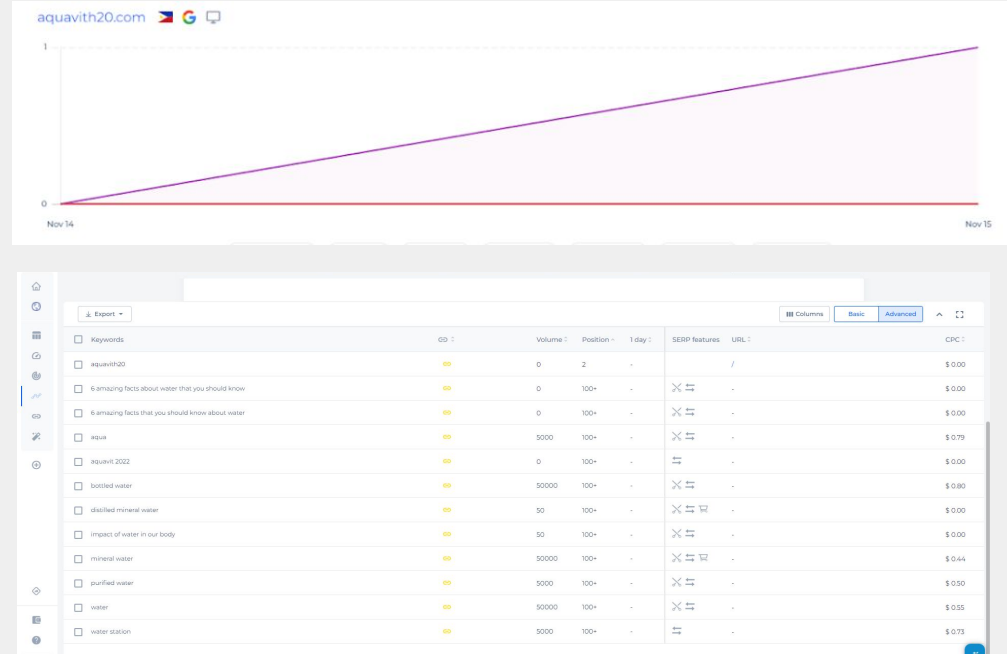 aquavith20.com
1
0
Nov 14 Nov 15
Export Columns Basic Advanced
Keywords Volume Position 1 day SERP features URL CPC
aquavith20 0 2 - / $ 0.00
6 amazing facts about water that you should know 0 100+ - - $ 0.00
6 amazing facts that you should know about water 0 100+ - - $ 0.00
aqua 5000 100+ - - $ 0.79
aquavit 2022 0 100+ - - $ 0.00
bottled water 50000 100+ - - $ 0.80
distilled mineral water 50 100+ - - $ 0.00
impact of water in our body 50 100+ - - $ 0.00
mineral water 50000 100+ - - $ 0.44
purified water 5000 100+ - - $ 0.50
water 50000 100+ - - $ 0.55
water station 5000 100+ - - $ 0.73